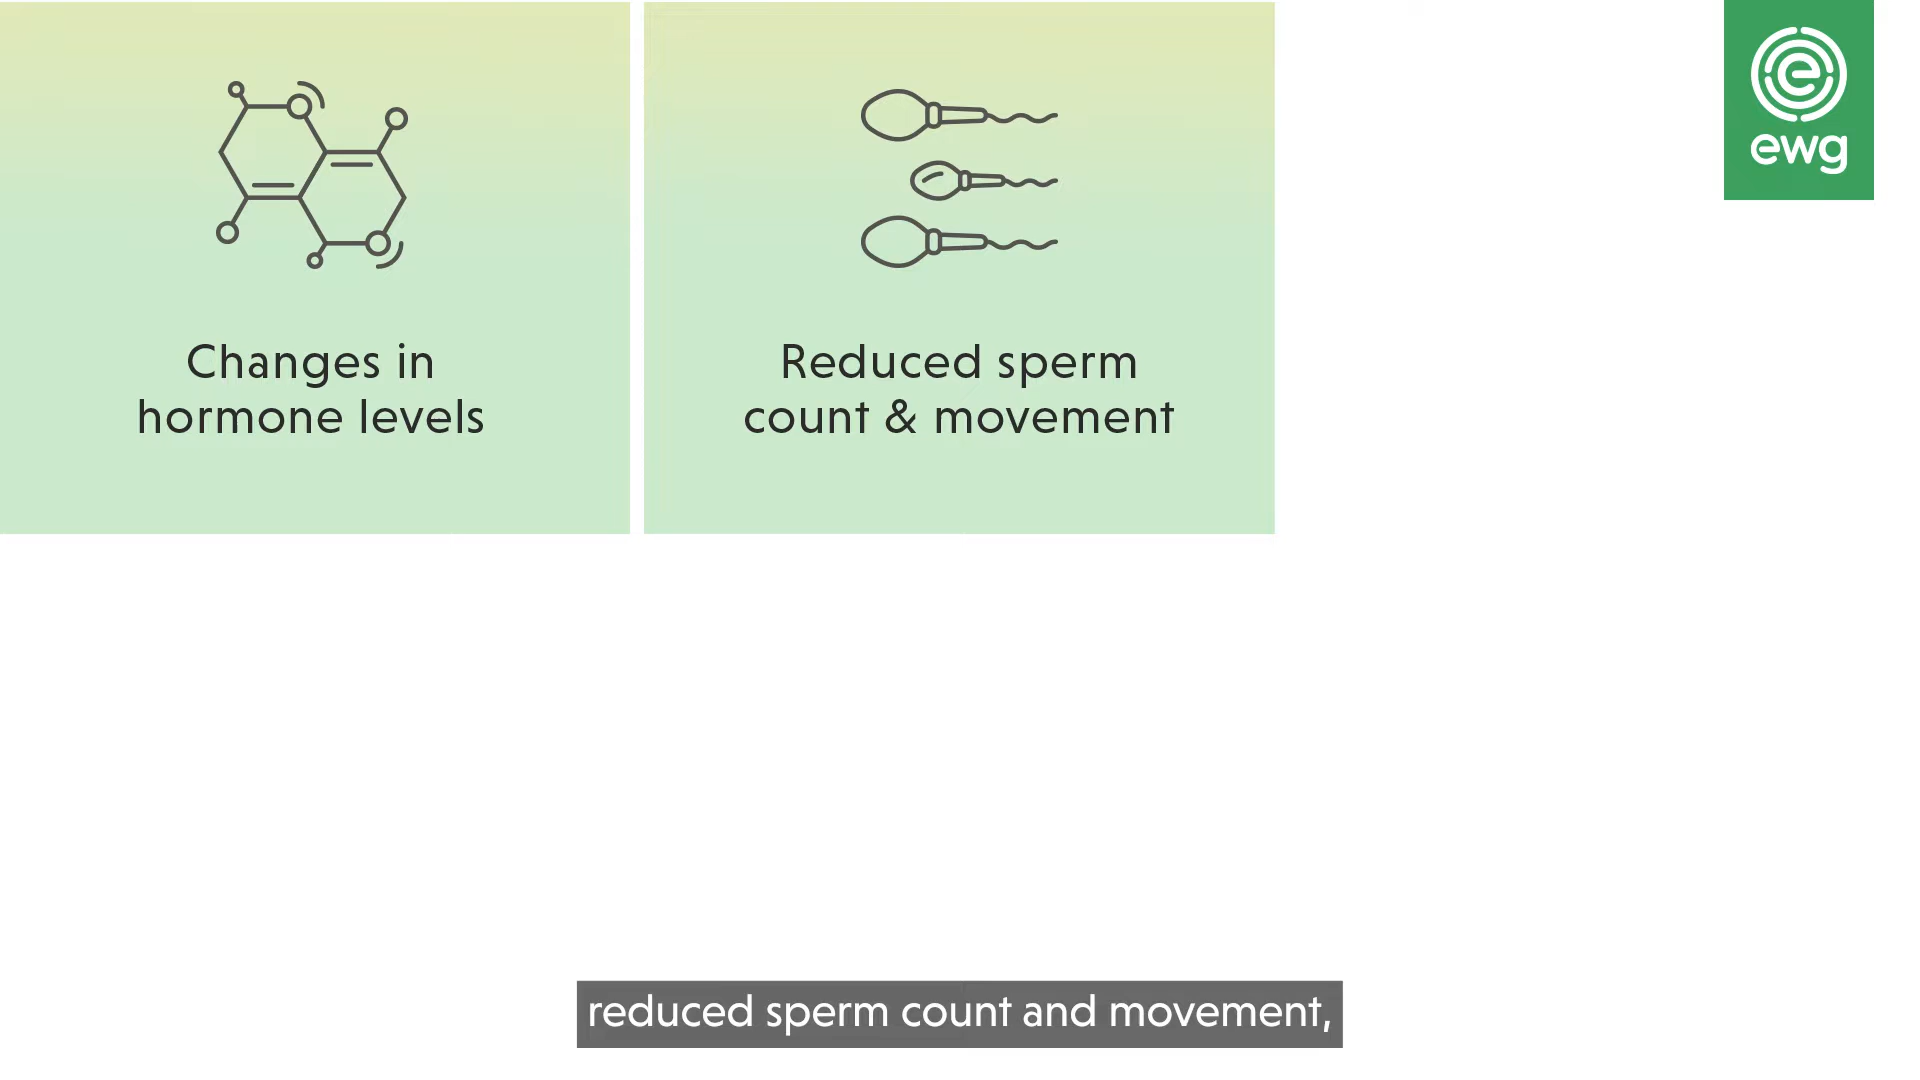 Changes in
hormone levels
Reduced sperm
count & movement
e
ewg
reduced sperm count and movement,